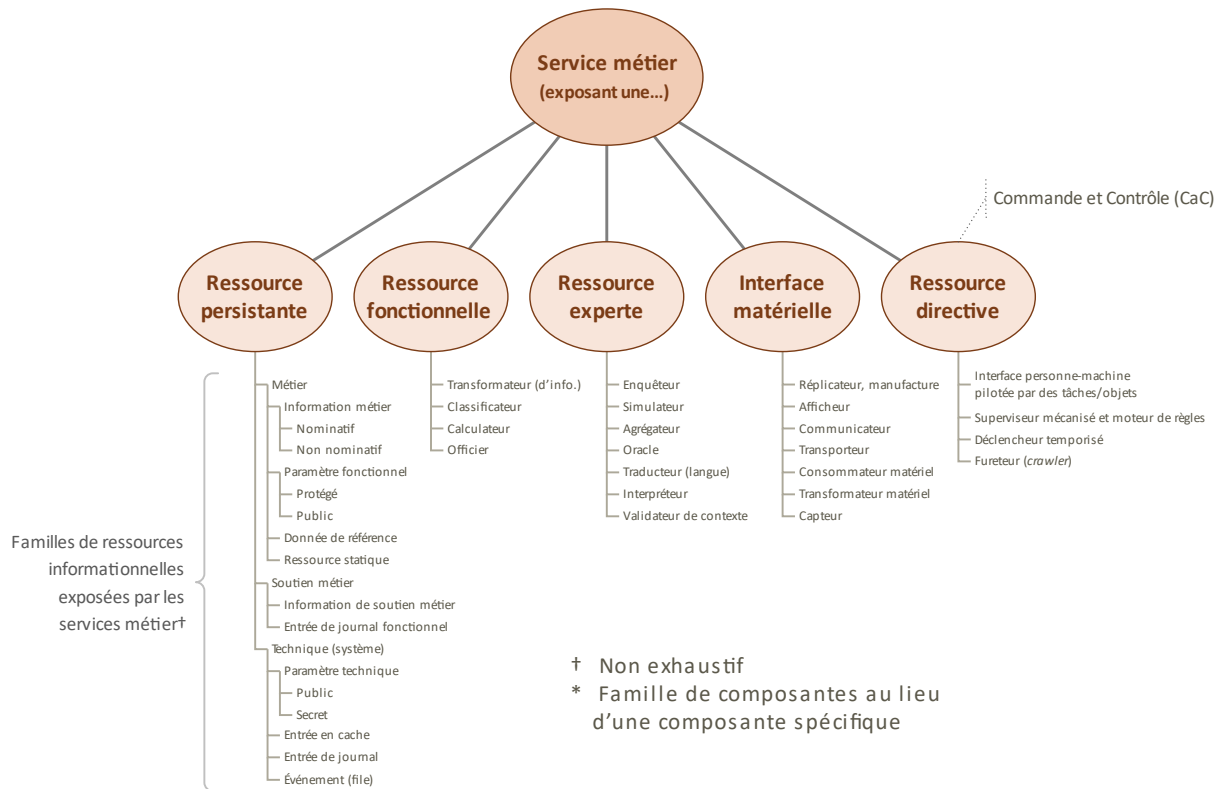 Service métier
(exposant une…)
Commande et Contrôle (CaC)
Ressource
persistante
Ressource
fonctionnelle
Ressource
experte
Interface
matérielle
Ressource
directive
Familles de ressources
informationnelles
exposées par les
services métier†
Métier
Information métier
Nominatif
Non nominatif
Paramètre fonctionnel
Protégé
Public
Donnée de référence
Ressource statique
Soutien métier
Information de soutien métier
Entrée de journal fonctionnel
Technique (système)
Paramètre technique
Public
Secret
Entrée en cache
Entrée de journal
Événement (file)
Transformateur (d’info.)
Classificateur
Calculateur
Officier
Enquêteur
Simulateur
Agrégateur
Oracle
Traducteur (langue)
Interpréteur
Validateur de contexte
Réplicateur, manufacture
Afficheur
Communicateur
Transporteur
Consommateur matériel
Transformateur matériel
Capteur
Interface personne-machine
pilotée par des tâches/objets
Superviseur mécanisé et moteur de règles
Déclencheur temporisé
Fureteur (crawler)
† Non exhaustif
* Famille de composantes au lieu
d’une composante spécifique